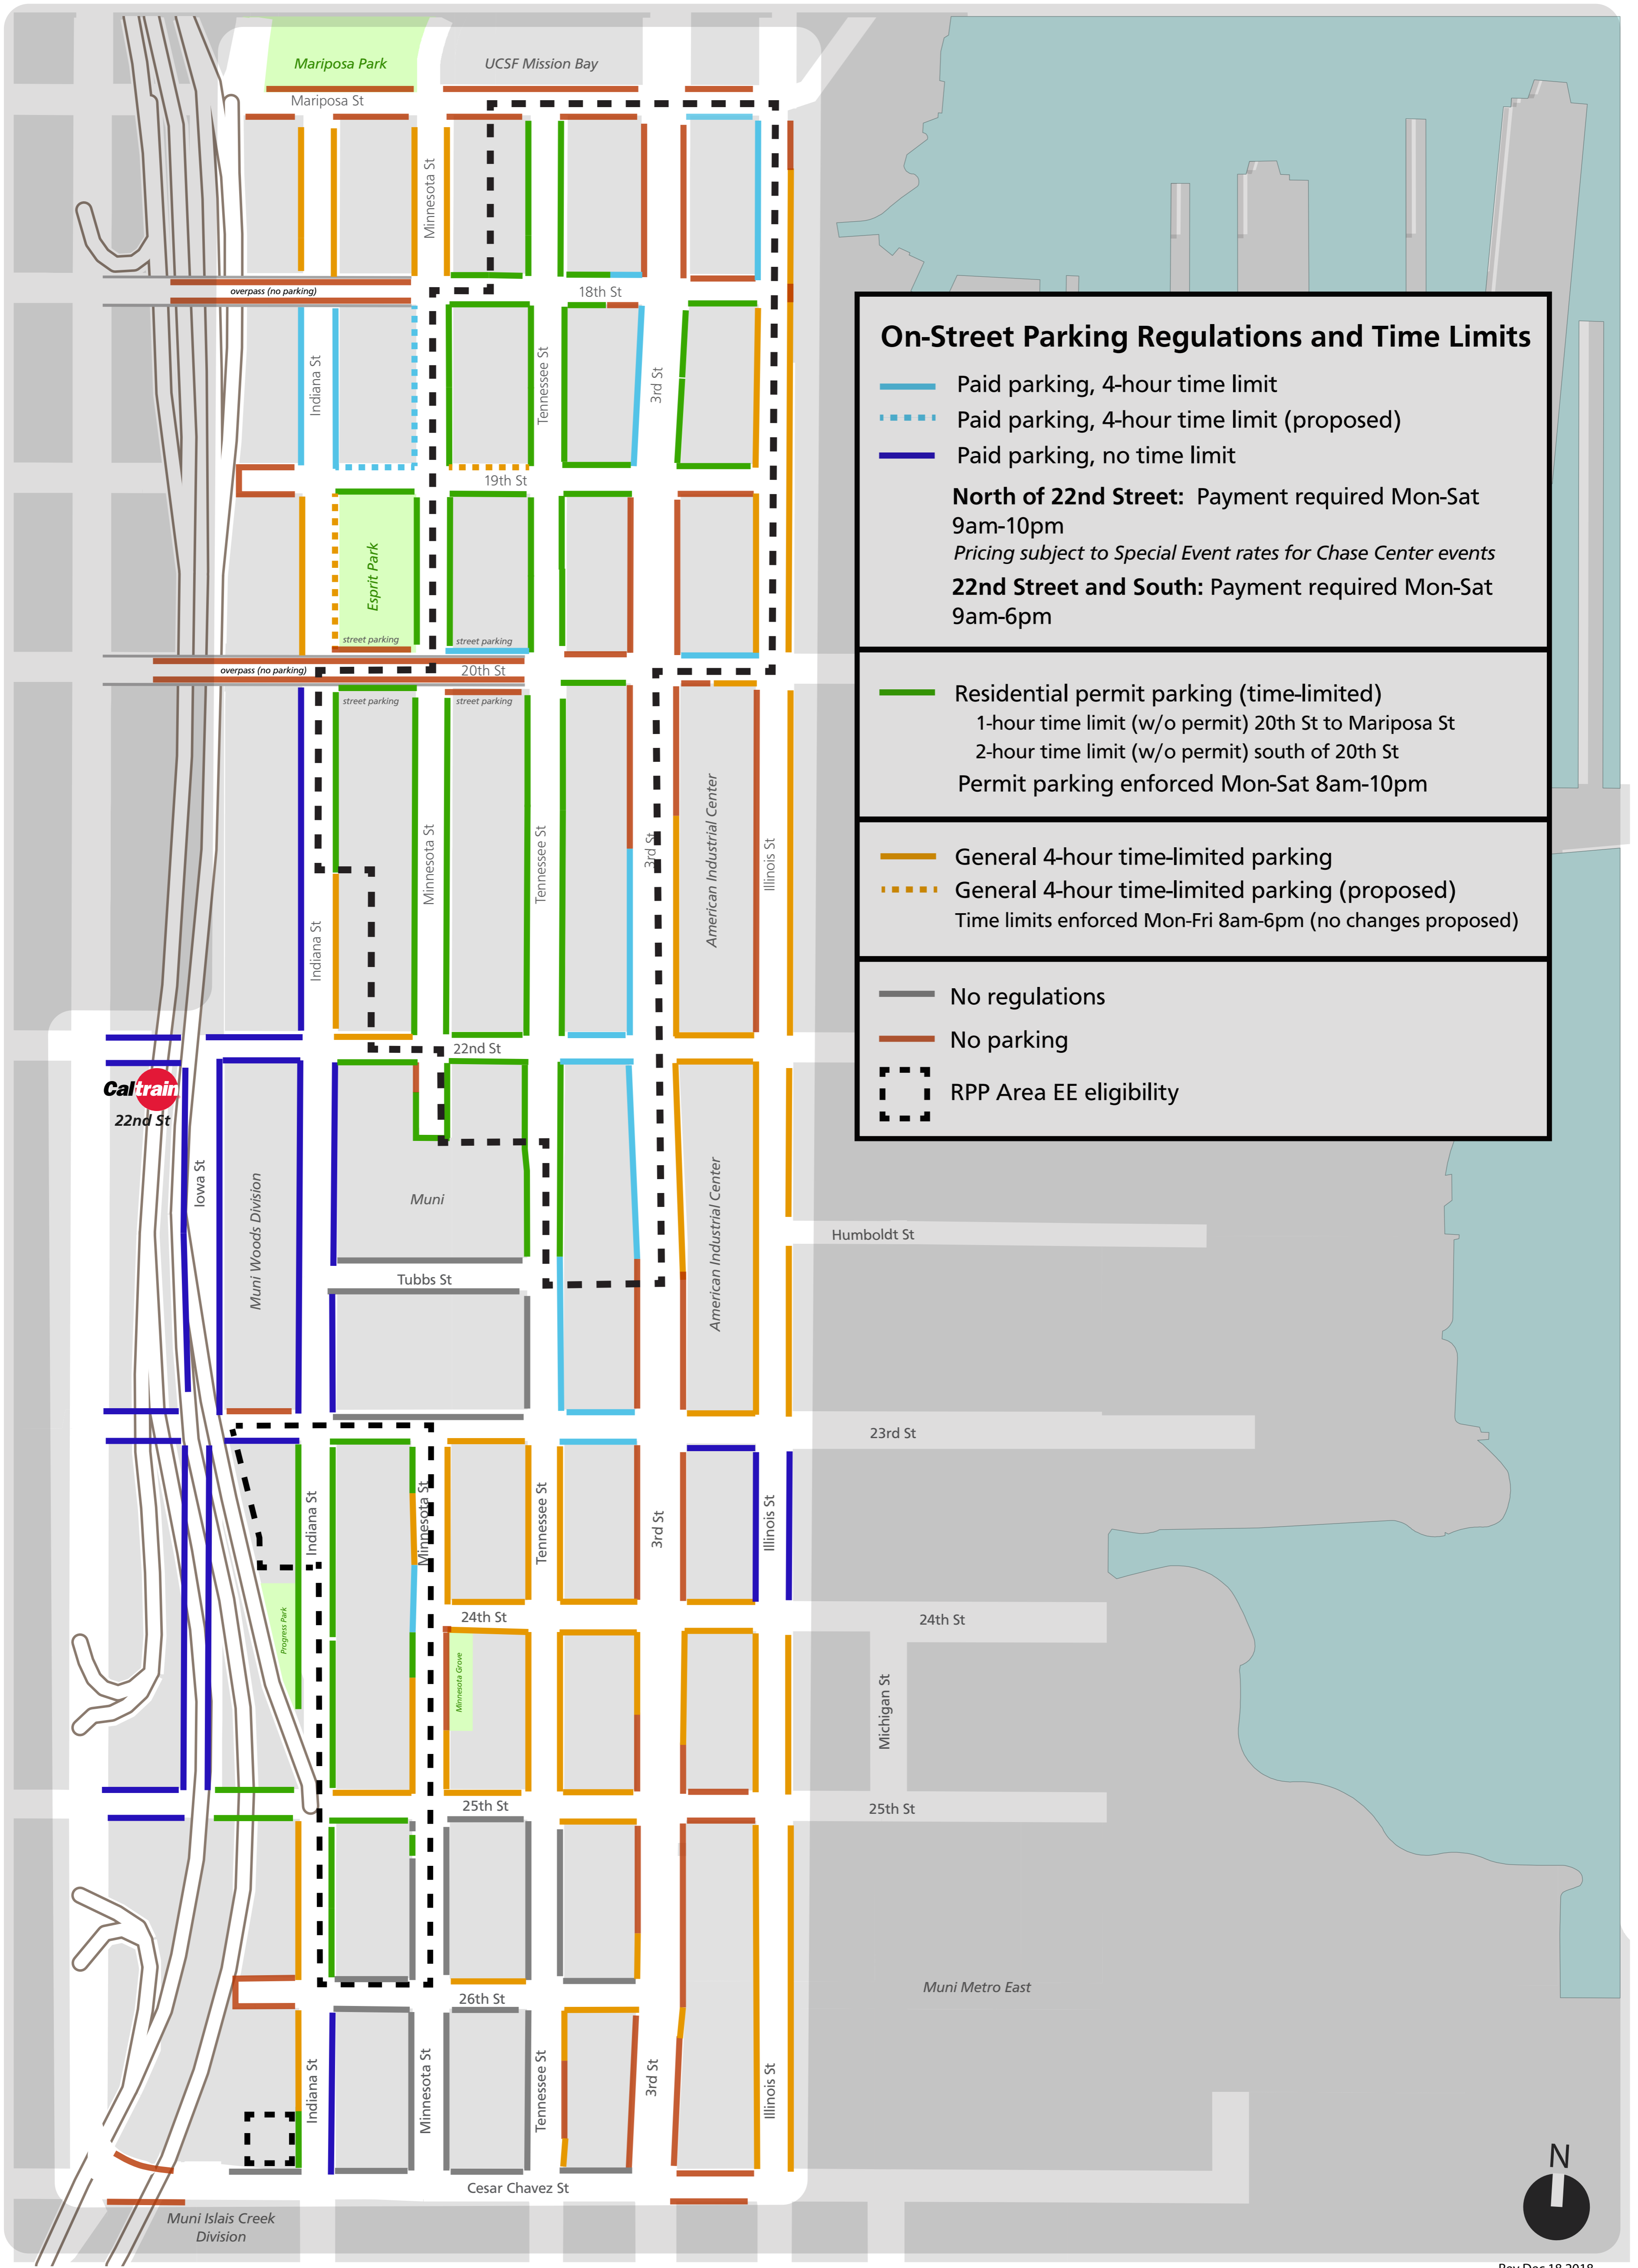 Mariposa Park
UCSF Mission Bay
Mariposa St
Minnesota St
overpass (no parking)
18th St
Indiana St
Tennessee St
3rd St
19th St
Esprit Park
street parking
street parking
overpass (no parking)
20th St
street parking
street parking
Indiana St
Minnesota St
Tennessee St
3rd St
American Industrial Center
Illinois St
22nd St
Caltrain
22nd St
Iowa St
Muni Woods Division
Muni
American Industrial Center
Humboldt St
Tubbs St
23rd St
Indiana St
Minnesota St
Tennessee St
3rd St
Illinois St
Progress Park
24th St
24th St
Minnesota Grove
Michigan St
25th St
25th St
Muni Metro East
26th St
Indiana St
Minnesota St
Tennessee St
3rd St
Illinois St
Cesar Chavez St
Muni Islais Creek
Division
On-Street Parking Regulations and Time Limits
Paid parking, 4-hour time limit
Paid parking, 4-hour time limit (proposed)
Paid parking, no time limit
North of 22nd Street: Payment required Mon-Sat
9am-10pm
Pricing subject to Special Event rates for Chase Center events
22nd Street and South: Payment required Mon-Sat
9am-6pm
Residential permit parking (time-limited)
1-hour time limit (w/o permit) 20th St to Mariposa St
2-hour time limit (w/o permit) south of 20th St
Permit parking enforced Mon-Sat 8am-10pm
General 4-hour time-limited parking
General 4-hour time-limited parking (proposed)
Time limits enforced Mon-Fri 8am-6pm (no changes proposed)
No regulations
No parking
RPP Area EE eligibility
N
Rev Dec 18 2018